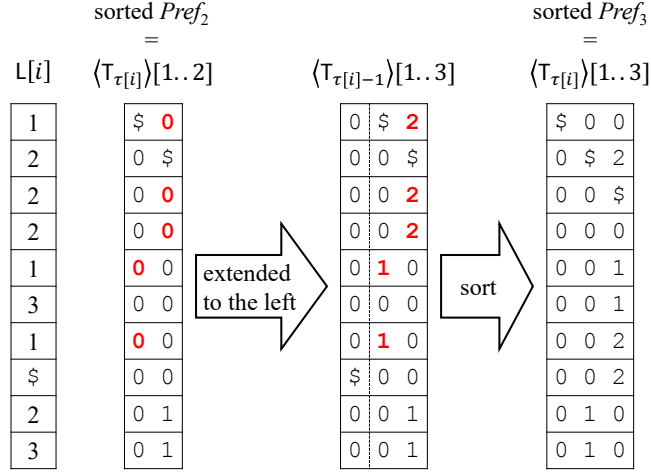 sorted Pref₂ sorted Pref₃
= =
L[i] ⟨T_τ[i]⟩[1..2] ⟨T_τ[i]−1⟩[1..3] ⟨T_τ[i]⟩[1..3]
1 $ 0 0 $ 2 $ 0 0
2 0 $ 0 0 $ 0 $ 2
2 0 0 0 0 2 0 0 $
2 0 0 0 0 2 0 0 0
1 0 0 extended 0 1 0 sort 0 0 1
3 0 0 to the left 0 0 0 0 0 1
1 0 0 0 1 0 0 0 2
$ 0 0 $ 0 0 0 0 2
2 0 1 0 0 1 0 1 0
3 0 1 0 0 1 0 1 0